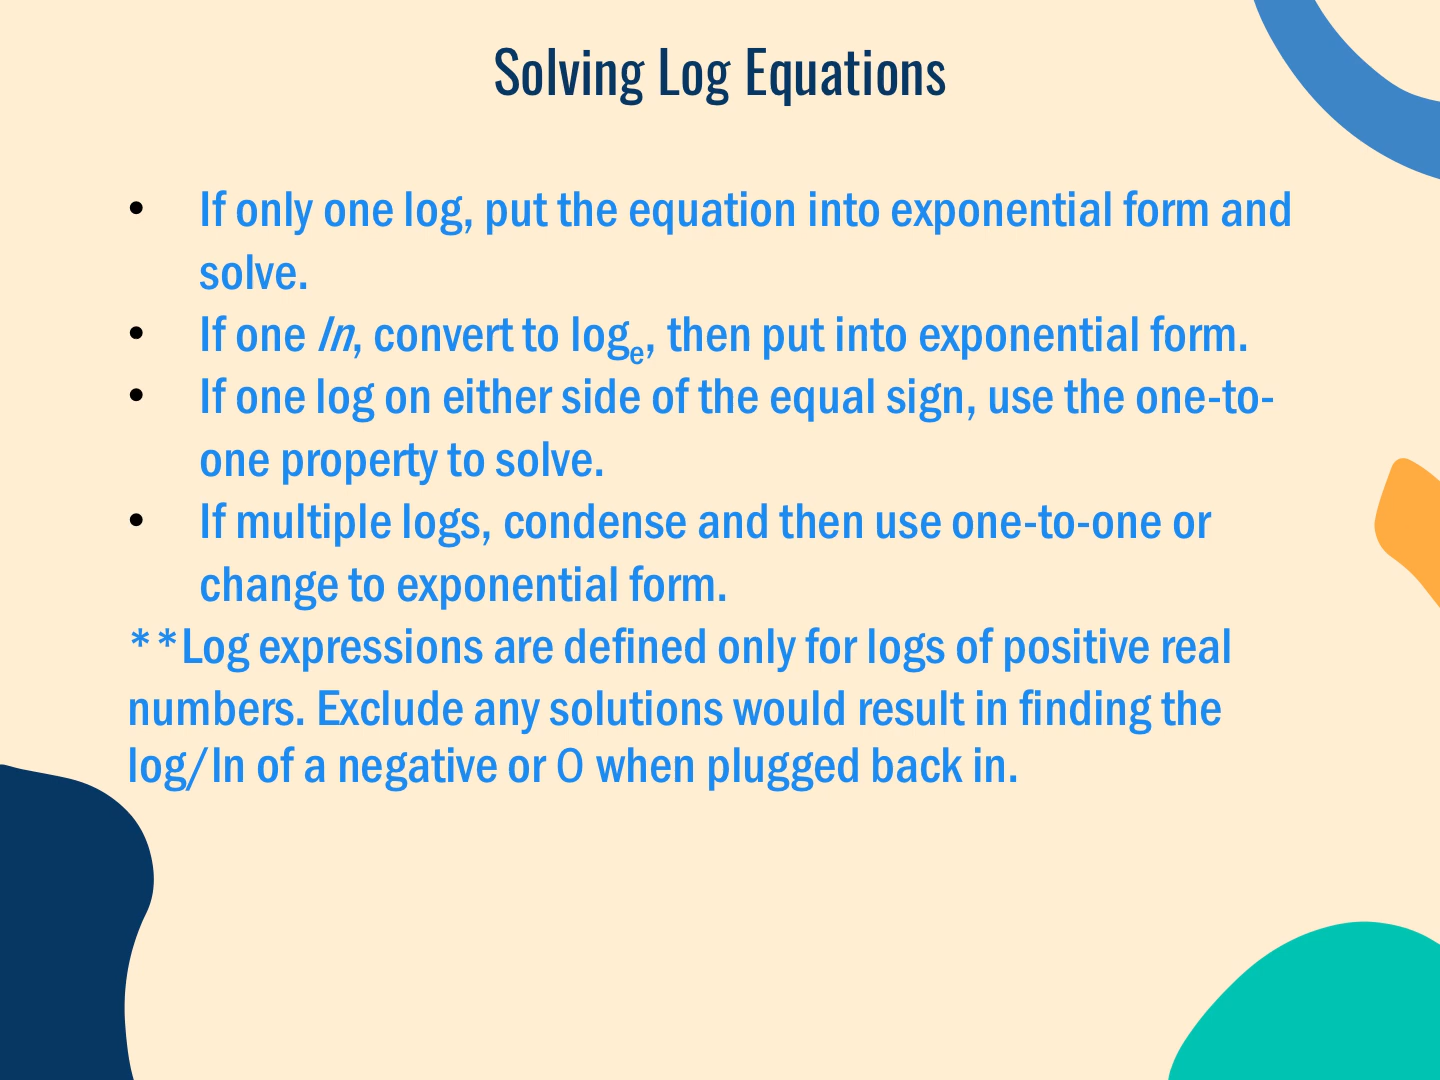 Solving Log Equations
• If only one log, put the equation into exponential form and
solve.
• If one ln, convert to logₑ, then put into exponential form.
• If one log on either side of the equal sign, use the one-to-
one property to solve.
• If multiple logs, condense and then use one-to-one or
change to exponential form.
**Log expressions are defined only for logs of positive real
numbers. Exclude any solutions would result in finding the
log/ln of a negative or 0 when plugged back in.